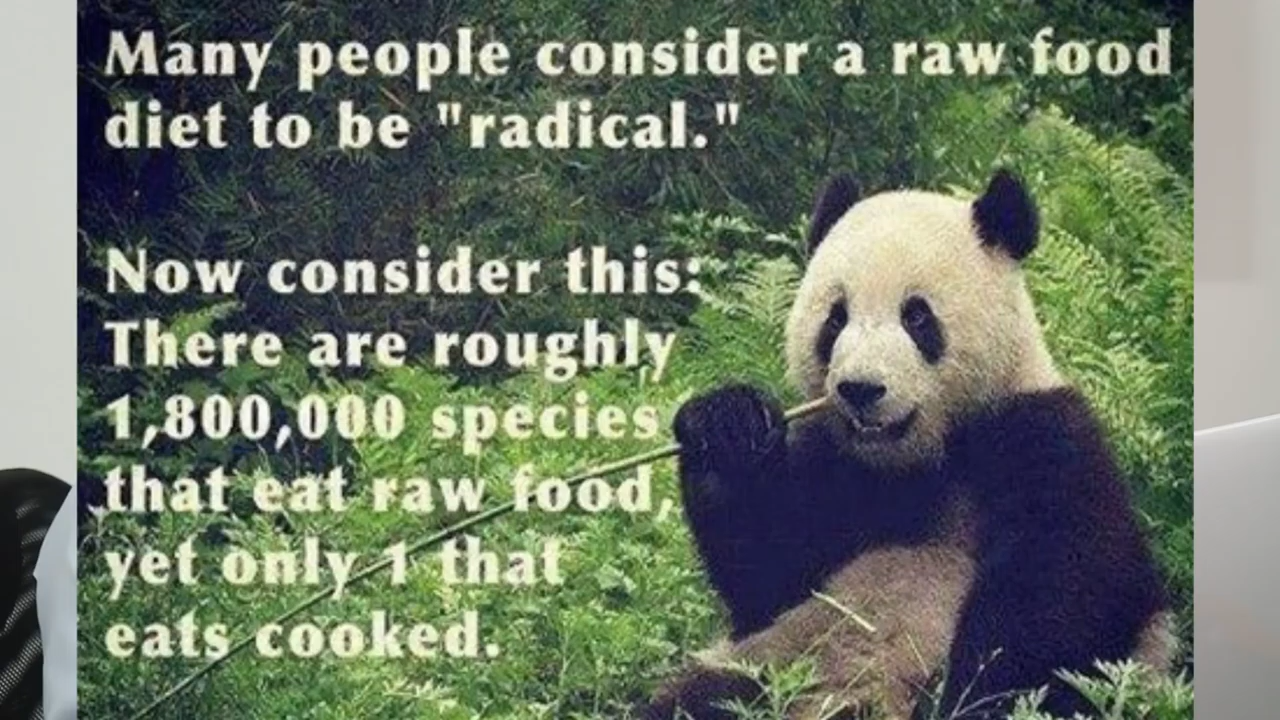 Many people consider a raw food
diet to be "radical."
Now consider this:
There are roughly
1,800,000 species
that eat raw food,
yet only 1 that
eats cooked.